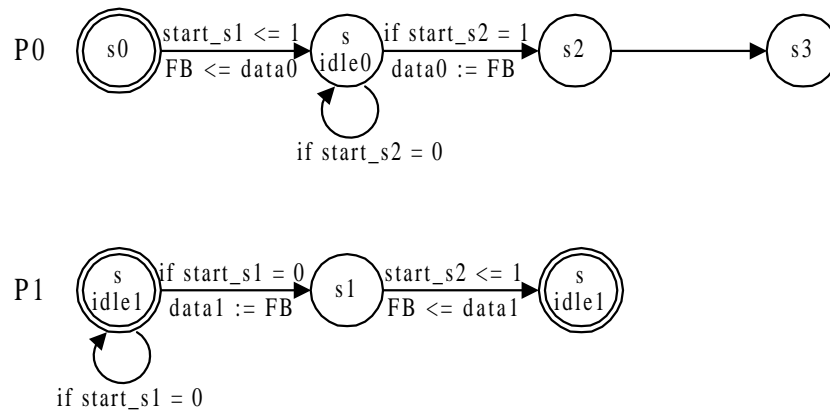 start_s1 <= 1
if start_s2 = 1
P0
s0
s
idle0
s2
s3
FB <= data0
data0 := FB
if start_s2 = 0
if start_s1 = 0
start_s2 <= 1
P1
s
idle1
s1
s
idle1
data1 := FB
FB <= data1
if start_s1 = 0